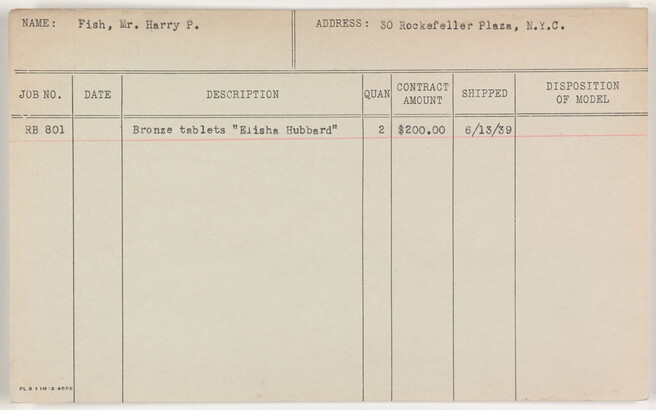 NAME: Fish, Mr. Harry P. ADDRESS: 30 Rockefeller Plaza, N.Y.C.
JOB NO. DATE DESCRIPTION QUAN CONTRACT AMOUNT SHIPPED DISPOSITION OF MODEL
RB 801 Bronze tablets "Elisha Hubbard" 2 $200.00 6/13/39